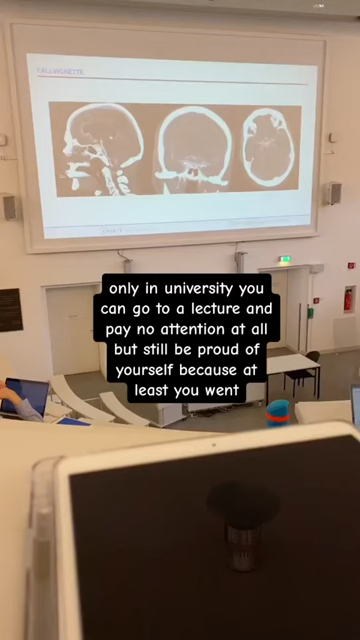 FALLVIGNETTE
only in university you
can go to a lecture and
pay no attention at all
but still be proud of
yourself because at
least you went